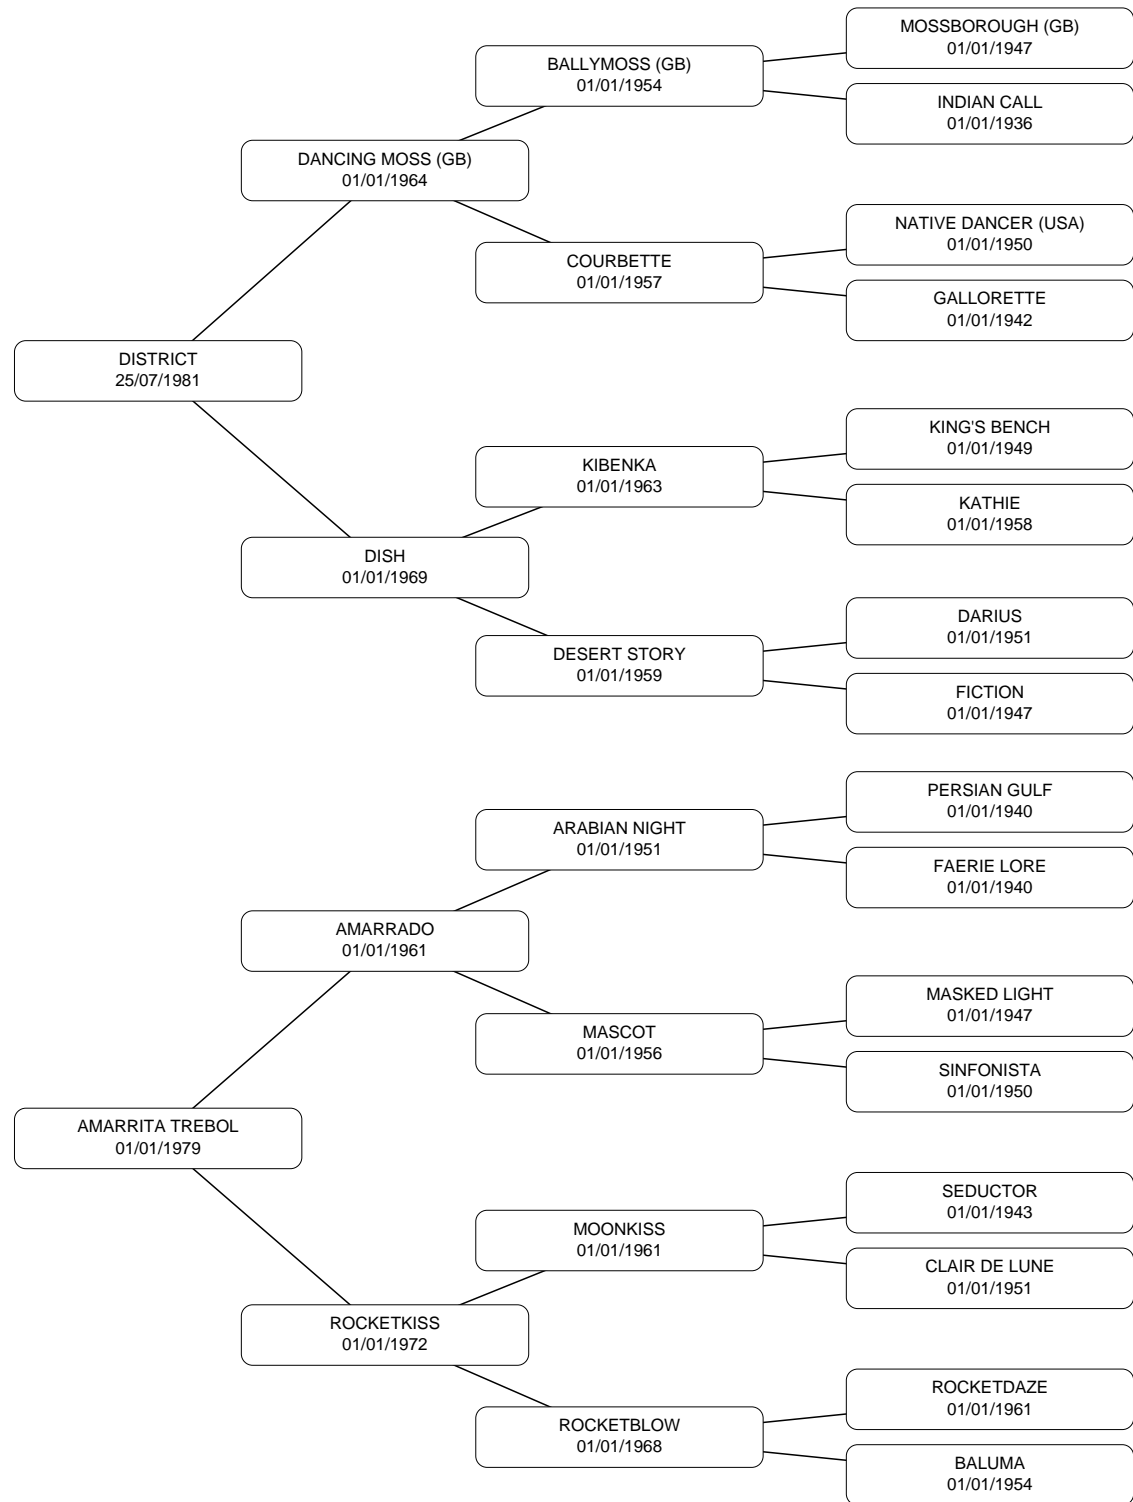 MOSSBOROUGH (GB)
01/01/1947
BALLYMOSS (GB)
01/01/1954
INDIAN CALL
01/01/1936
DANCING MOSS (GB)
01/01/1964
NATIVE DANCER (USA)
01/01/1950
COURBETTE
01/01/1957
GALLORETTE
01/01/1942
DISTRICT
25/07/1981
KING'S BENCH
01/01/1949
KIBENKA
01/01/1963
KATHIE
01/01/1958
DISH
01/01/1969
DARIUS
01/01/1951
DESERT STORY
01/01/1959
FICTION
01/01/1947
PERSIAN GULF
01/01/1940
ARABIAN NIGHT
01/01/1951
FAERIE LORE
01/01/1940
AMARRADO
01/01/1961
MASKED LIGHT
01/01/1947
MASCOT
01/01/1956
SINFONISTA
01/01/1950
AMARRITA TREBOL
01/01/1979
SEDUCTOR
01/01/1943
MOONKISS
01/01/1961
CLAIR DE LUNE
01/01/1951
ROCKETKISS
01/01/1972
ROCKETDAZE
01/01/1961
ROCKETBLOW
01/01/1968
BALUMA
01/01/1954